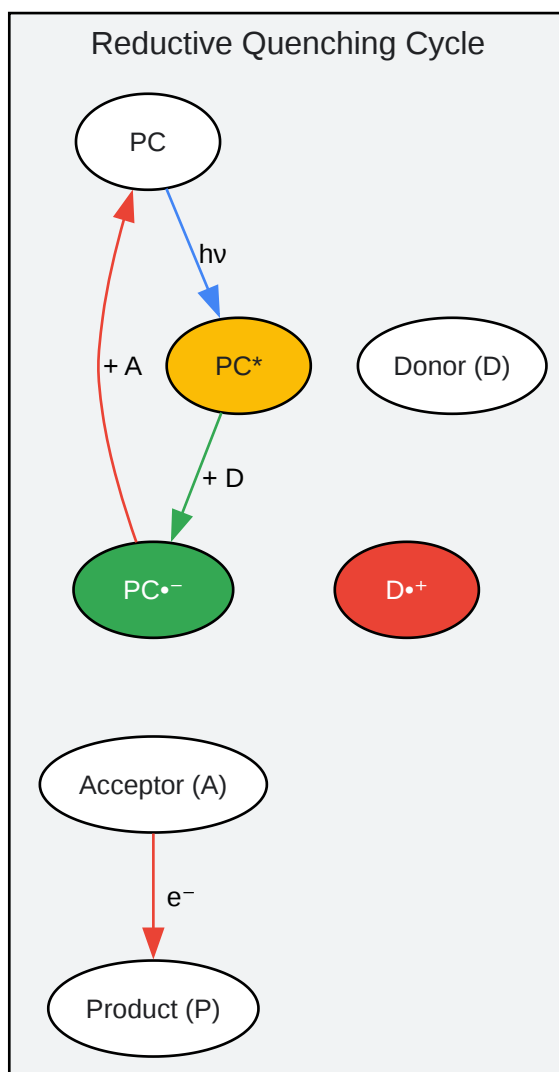 Reductive Quenching Cycle
PC
hν
+ A
PC*
Donor (D)
+ D
PC•⁻
D•⁺
Acceptor (A)
e⁻
Product (P)